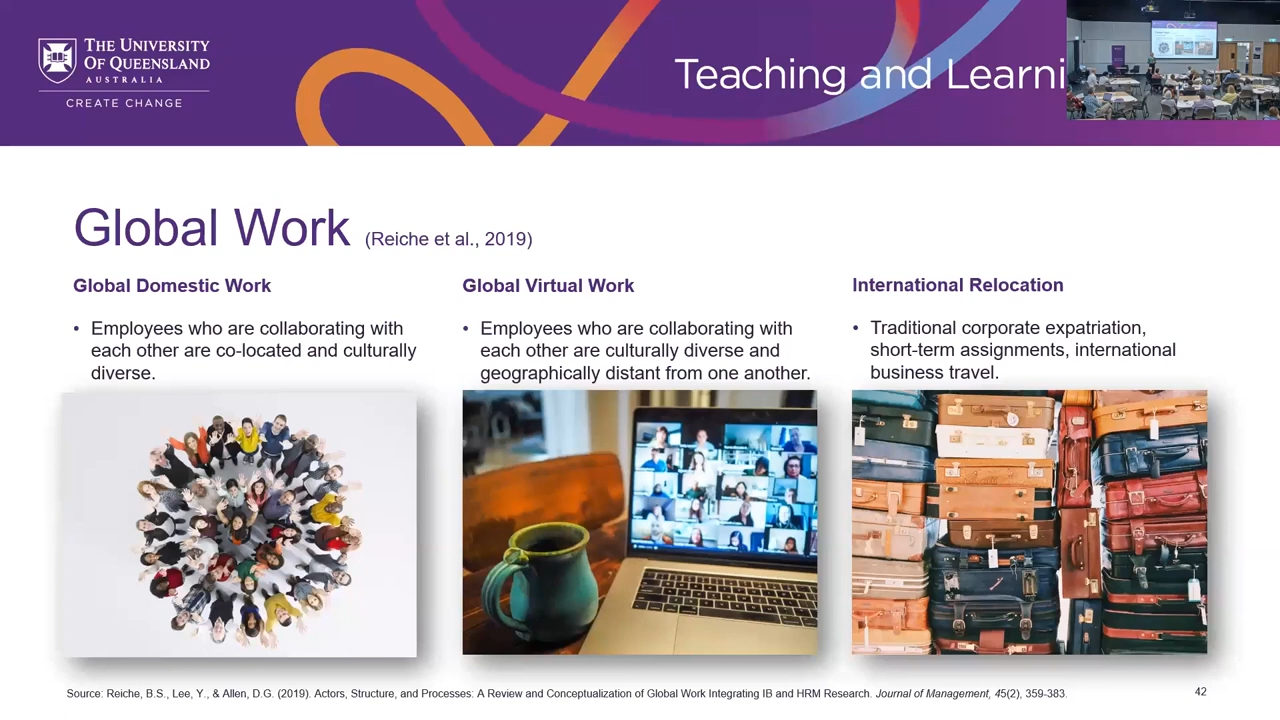 THE UNIVERSITY
OF QUEENSLAND
AUSTRALIA
CREATE CHANGE
Teaching and Learni
Global Work (Reiche et al., 2019)
Global Domestic Work
• Employees who are collaborating with
each other are co-located and culturally
diverse.
Global Virtual Work
• Employees who are collaborating with
each other are culturally diverse and
geographically distant from one another.
International Relocation
• Traditional corporate expatriation,
short-term assignments, international
business travel.
Source: Reiche, B.S., Lee, Y., & Allen, D.G. (2019). Actors, Structure, and Processes: A Review and Conceptualization of Global Work Integrating IB and HRM Research. Journal of Management, 45(2), 359-383.
42